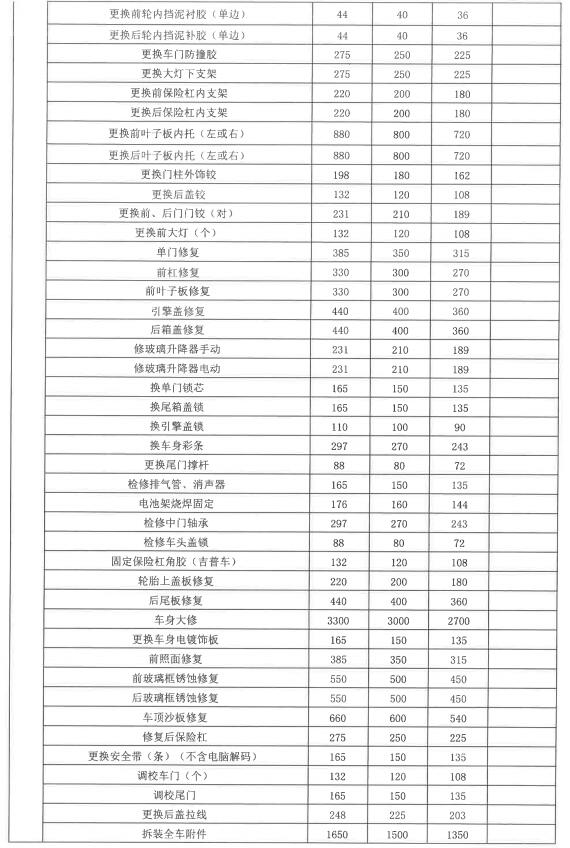 更换前轮内挡泥衬胶（单边） 44 40 36
更换后轮内挡泥补胶（单边） 44 40 36
更换车门防撞胶 275 250 225
更换大灯下支架 275 250 225
更换前保险杠内支架 220 200 180
更换后保险杠内支架 220 200 180
更换前叶子板内托（左或右） 880 800 720
更换后叶子板内托（左或右） 880 800 720
更换门柱外饰铰 198 180 162
更换后盖铰 132 120 108
更换前、后门门铰（对） 231 210 189
更换前大灯（个） 132 120 108
单门修复 385 350 315
前杠修复 330 300 270
前叶子板修复 330 300 270
引擎盖修复 440 400 360
后箱盖修复 440 400 360
修玻璃升降器手动 231 210 189
修玻璃升降器电动 231 210 189
换单门锁芯 165 150 135
换尾箱盖锁 165 150 135
换引擎盖锁 110 100 90
换车身彩条 297 270 243
更换尾门撑杆 88 80 72
检修排气管、消声器 165 150 135
电池架烧焊固定 176 160 144
检修中门轴承 297 270 243
检修车头盖锁 88 80 72
固定保险杠角胶（吉普车） 132 120 108
轮胎上盖板修复 220 200 180
后尾板修复 440 400 360
车身大修 3300 3000 2700
更换车身电镀饰板 165 150 135
前照面修复 385 350 315
前玻璃框锈蚀修复 550 500 450
后玻璃框锈蚀修复 550 500 450
车顶沙板修复 660 600 540
修复后保险杠 275 250 225
更换安全带（条）（不含电脑解码） 165 150 135
调校车门（个） 132 120 108
调校尾门 165 150 135
更换后盖拉线 248 225 203
拆装全车附件 1650 1500 1350